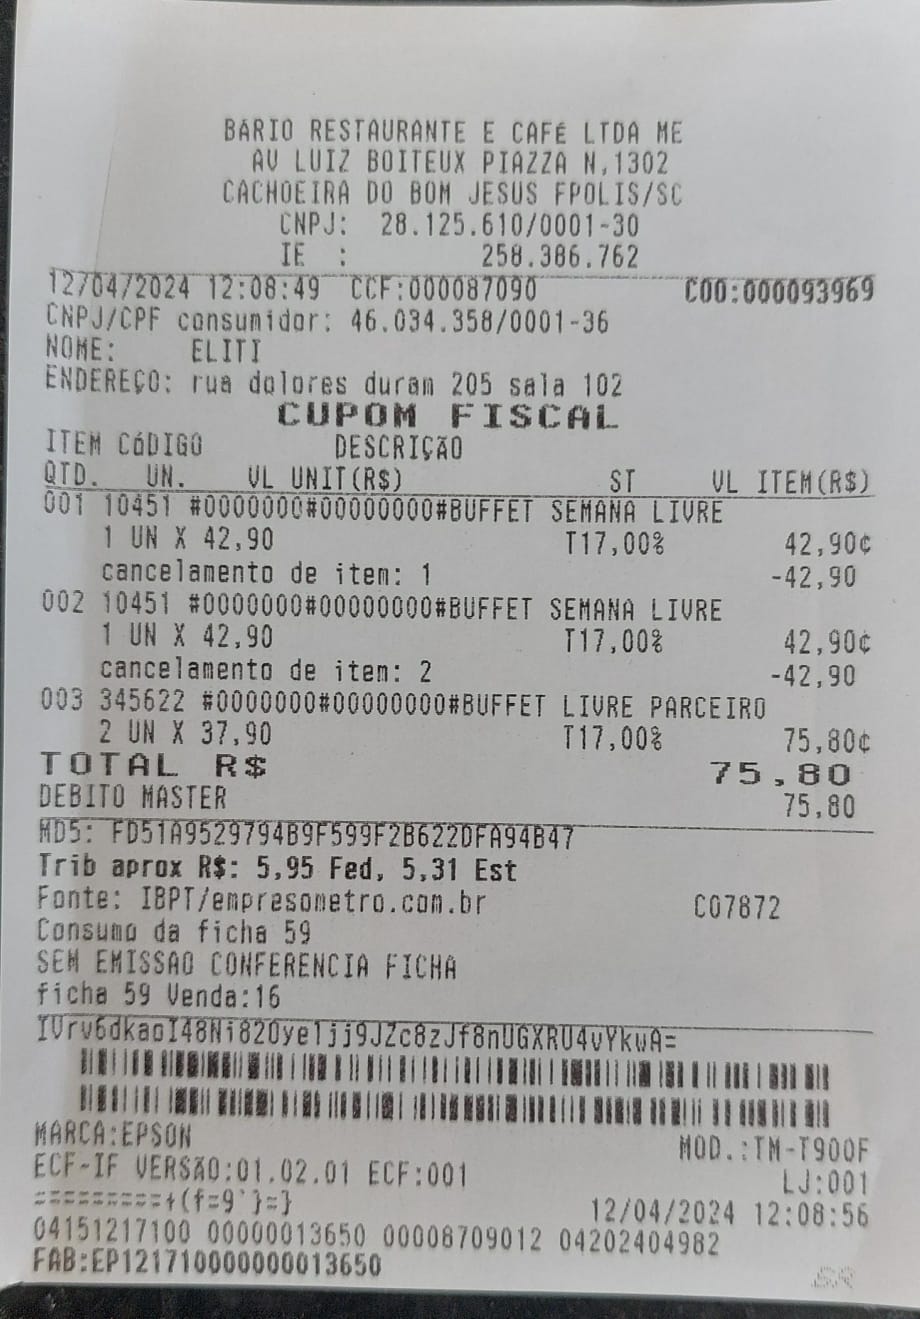 BÁRIO RESTAURANTE E CAFÉ LTDA ME
AV LUIZ BOITEUX PIAZZA N,1302
CACHOEIRA DO BOM JESUS FPOLIS/SC
CNPJ: 28.125.610/0001-30
IE : 258.386.762
12/04/2024 12:08:49 CCF:000087090 COO:000093969
CNPJ/CPF consumidor: 46.034.358/0001-36
NOME: ELITI
ENDEREÇO: rua dolores duram 205 sala 102
CUPOM FISCAL
ITEM CÓDIGO DESCRIÇÃO
QTD. UN. VL UNIT(R$) ST VL ITEM(R$)
001 10451 #0000000#00000000#BUFFET SEMANA LIVRE
1 UN X 42,90 T17,00% 42,90¢
cancelamento de item: 1 -42,90
002 10451 #0000000#00000000#BUFFET SEMANA LIVRE
1 UN X 42,90 T17,00% 42,90¢
cancelamento de item: 2 -42,90
003 345622 #0000000#00000000#BUFFET LIVRE PARCEIRO
2 UN X 37,90 T17,00% 75,80¢
TOTAL R$ 75,80
DEBITO MASTER 75,80
MD5: FD51A9529794B9F599F2B622DFA94B47
Trib aprox R$: 5,95 Fed, 5,31 Est
Fonte: IBPT/empresometro.com.br C07872
Consumo da ficha 59
SEM EMISSAO CONFERENCIA FICHA
ficha 59 Venda:16
MARCA:EPSON MOD.:TM-T900F
ECF-IF VERSÃO:01.02.01 ECF:001 LJ:001
==========+(f=9`}=} 12/04/2024 12:08:56
04151217100 00000013650 00008709012 04202404982
FAB:EP121710000000013650